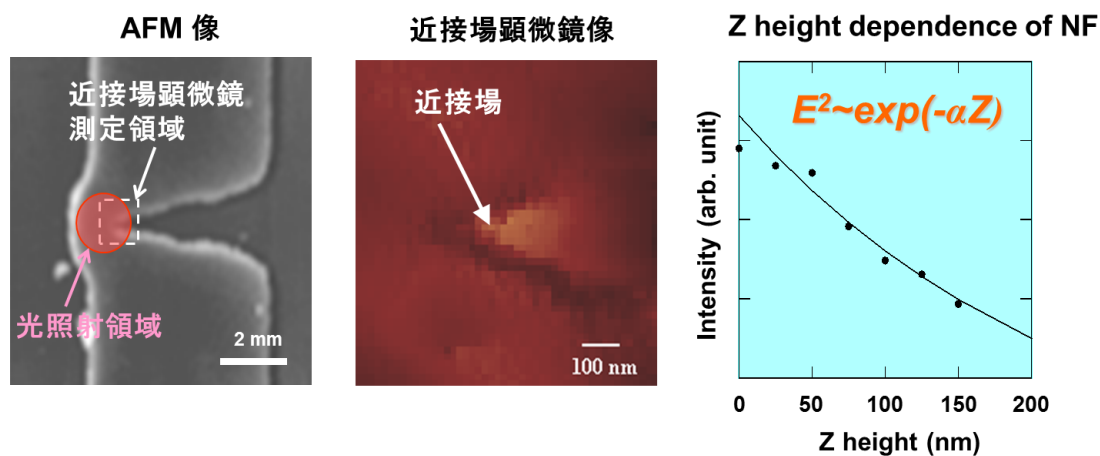 AFM 像
近接場顕微鏡
測定領域
光照射領域
2 mm
近接場顕微鏡像
近接場
100 nm
Z height dependence of NF
E²~exp(-αZ)
Intensity (arb. unit)
0 50 100 150 200
Z height (nm)